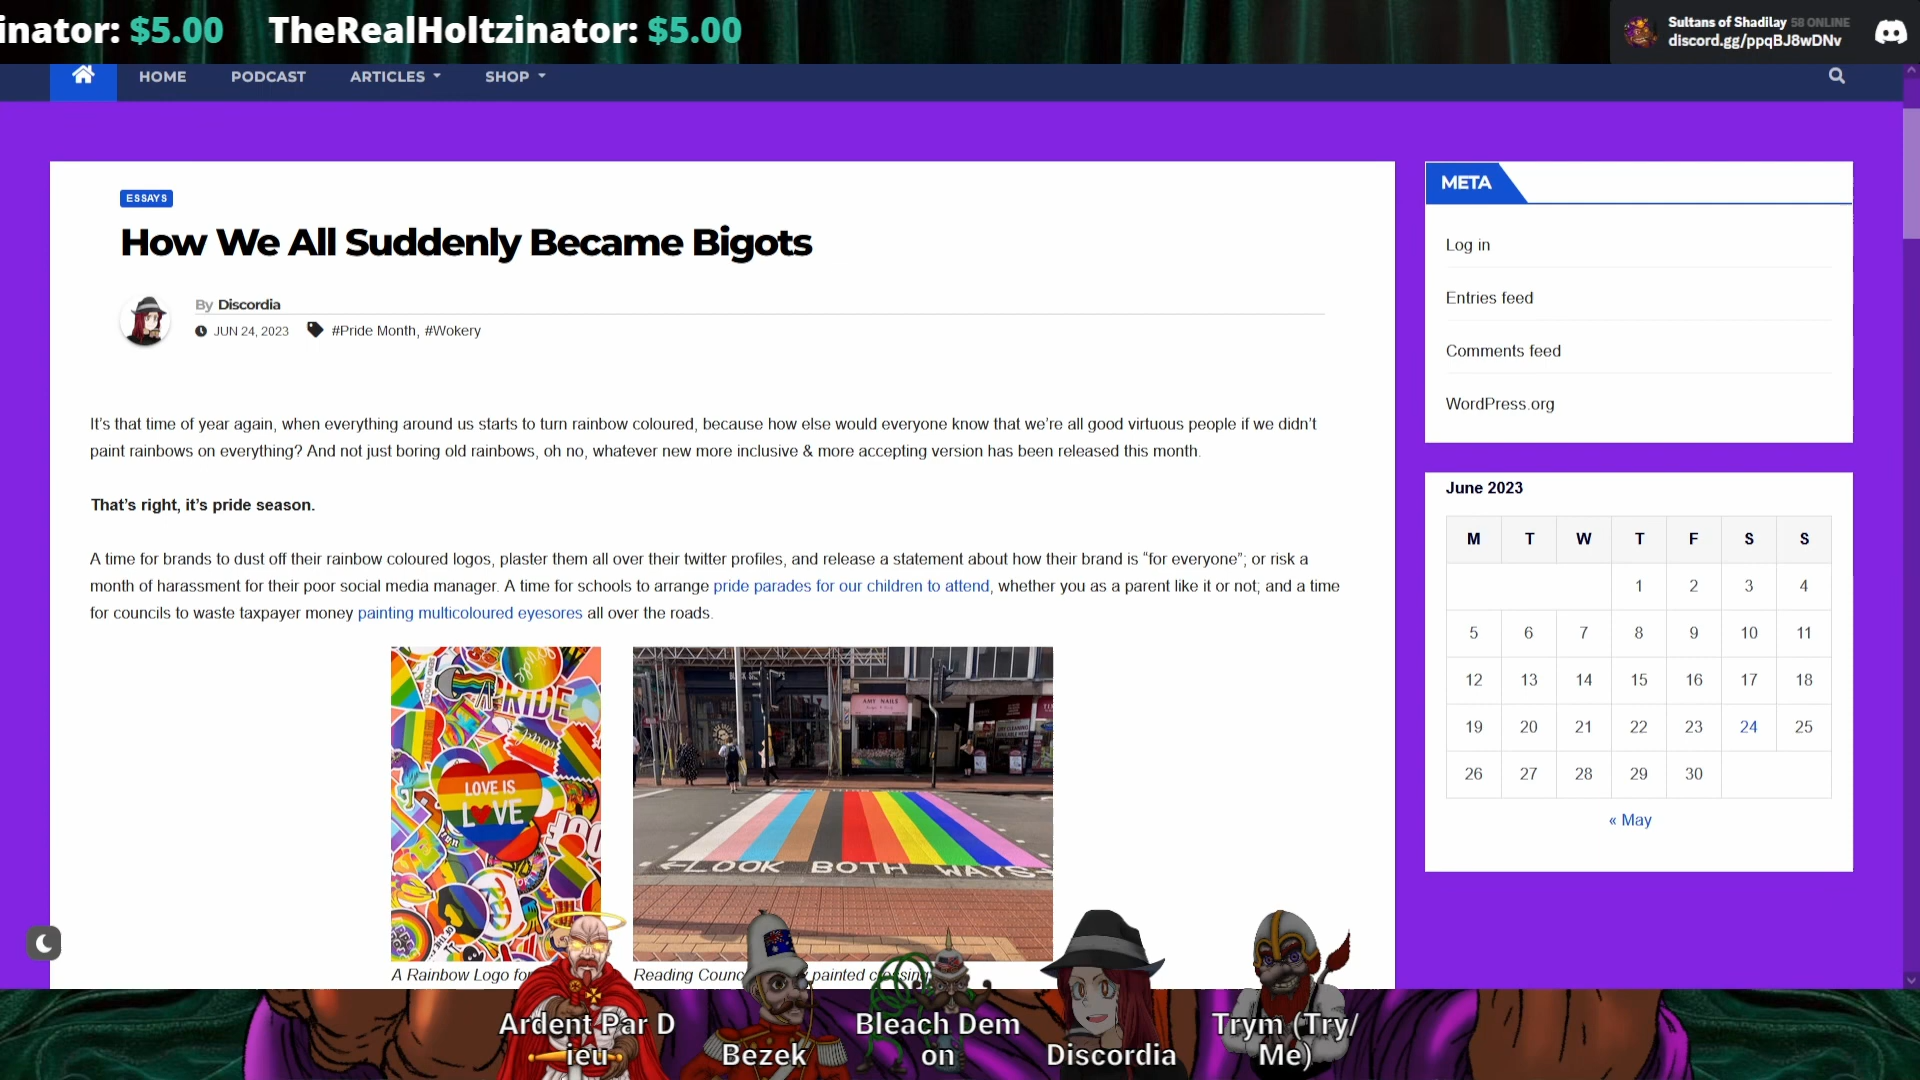 inator: $5.00 TheRealHoltzinator: $5.00
Sultans of Shadilay 58 ONLINE
discord.gg/ppqBJ8wDNv
HOME PODCAST ARTICLES SHOP
ESSAYS
How We All Suddenly Became Bigots
By Discordia
JUN 24, 2023 #Pride Month, #Wokery
It’s that time of year again, when everything around us starts to turn rainbow coloured, because how else would everyone know that we’re all good virtuous people if we didn’t
paint rainbows on everything? And not just boring old rainbows, oh no, whatever new more inclusive & more accepting version has been released this month.
That’s right, it’s pride season.
A time for brands to dust off their rainbow coloured logos, plaster them all over their twitter profiles, and release a statement about how their brand is “for everyone”; or risk a
month of harassment for their poor social media manager. A time for schools to arrange pride parades for our children to attend, whether you as a parent like it or not; and a time
for councils to waste taxpayer money painting multicoloured eyesores all over the roads.
PRIDE
LOVE IS
LOVE
AMY NAILS
LOOK BOTH WAYS
A Rainbow Logo for
Reading Counc painted crossing
META
Log in
Entries feed
Comments feed
WordPress.org
June 2023
M T W T F S S
1 2 3 4
5 6 7 8 9 10 11
12 13 14 15 16 17 18
19 20 21 22 23 24 25
26 27 28 29 30
« May
Ardent Par D
ieu
Bezek
Bleach Dem
on
Discordia
Trym (Try/
Me)